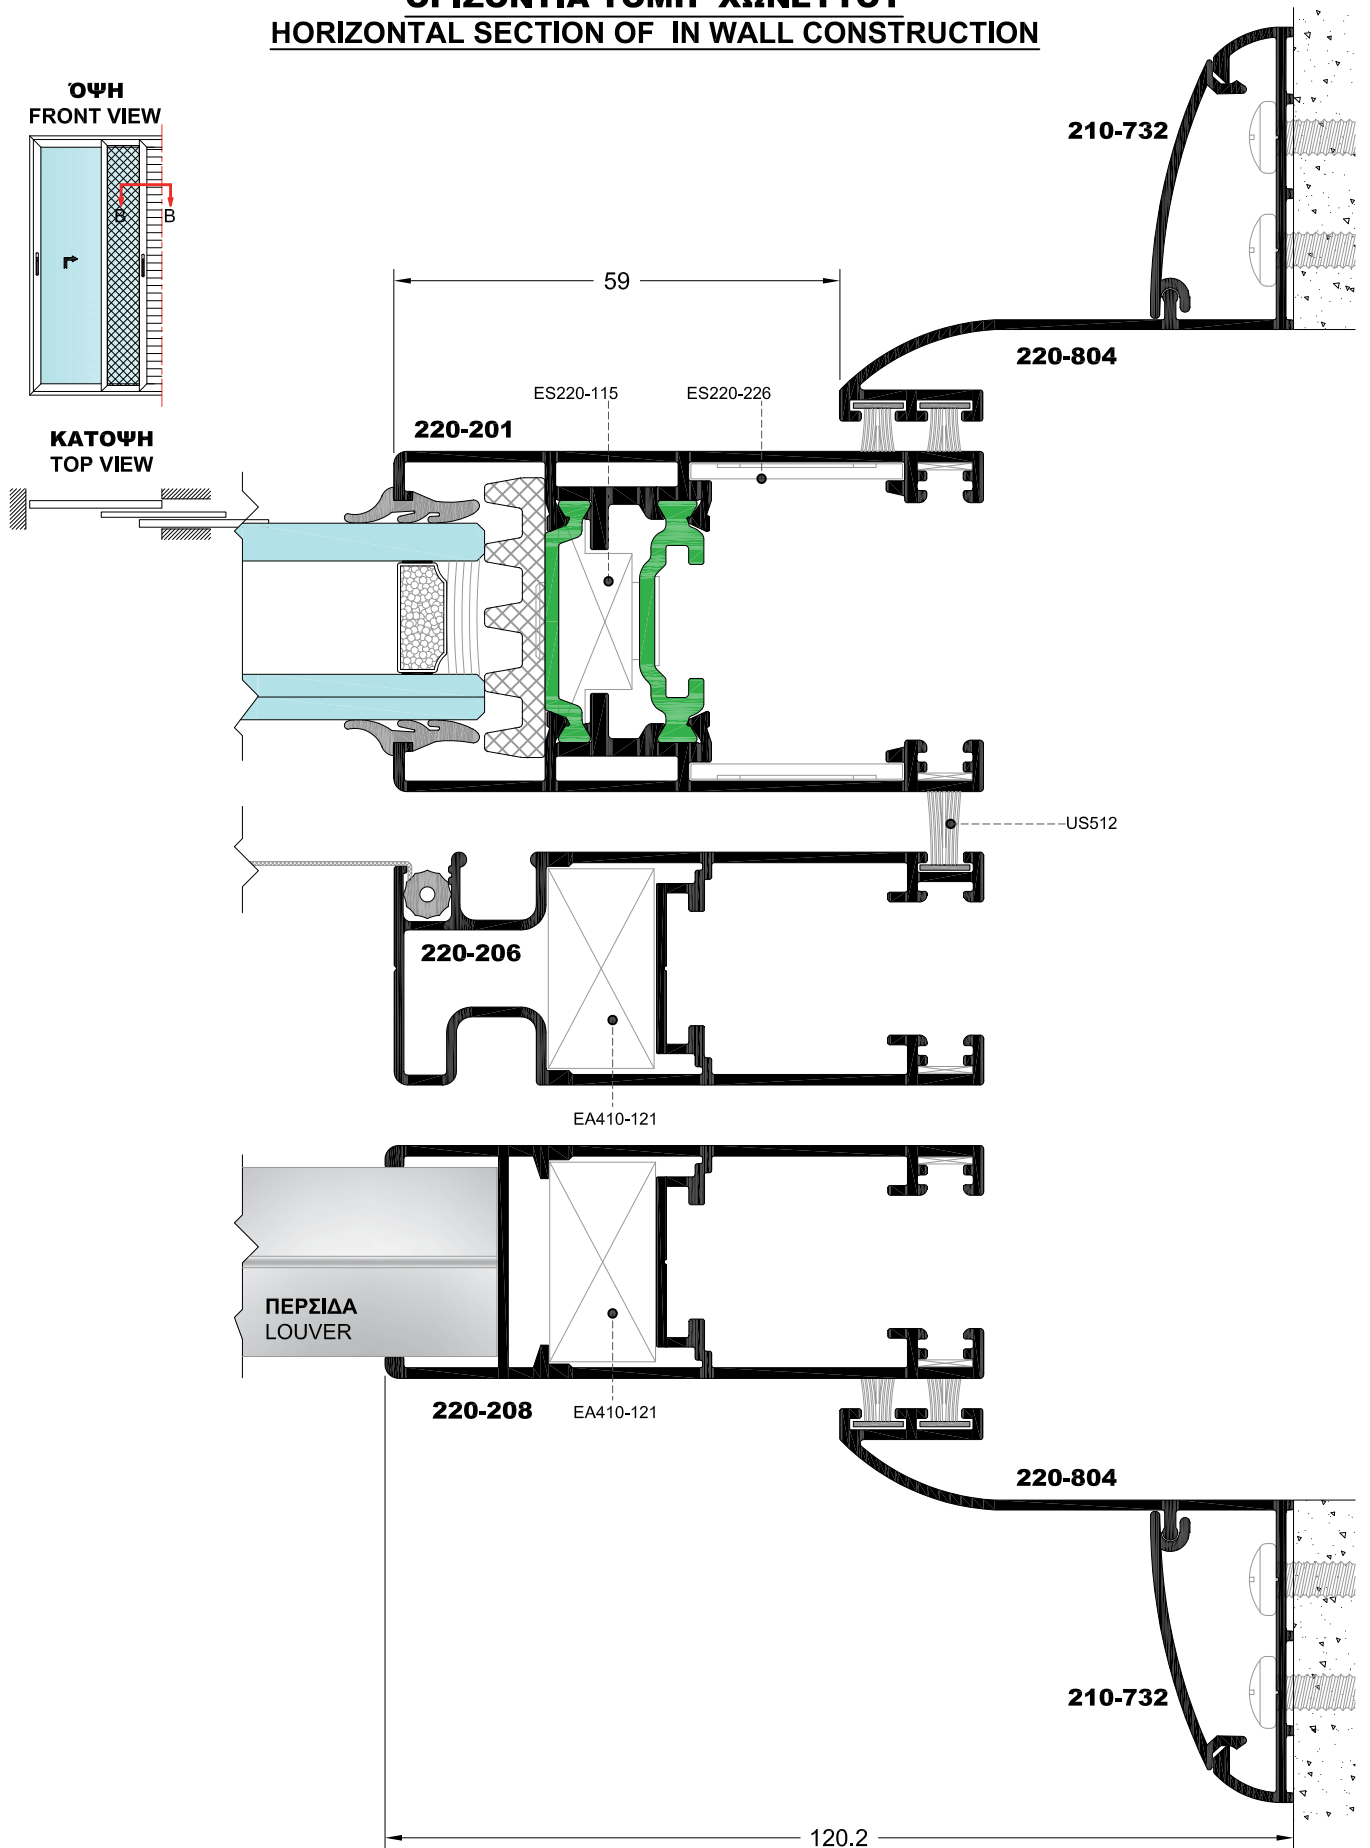 HORIZONTAL SECTION OF IN WALL CONSTRUCTION
ΌΨΗ
FRONT VIEW
B
B
ΚΑΤΟΨΗ
TOP VIEW
210-732
59
220-804
ES220-115
ES220-226
220-201
US512
220-206
EA410-121
ΠΕΡΣΙΔΑ
LOUVER
220-208
EA410-121
220-804
210-732
120.2